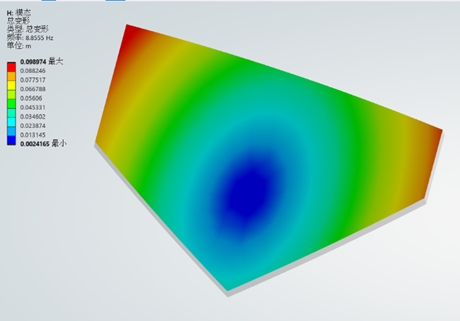 H: 模态
总变形
类型: 总变形
频率: 8.8555 Hz
单位: m
0.098974 最大
0.088246
0.077517
0.066788
0.05606
0.045331
0.034602
0.023874
0.013145
0.0024165 最小